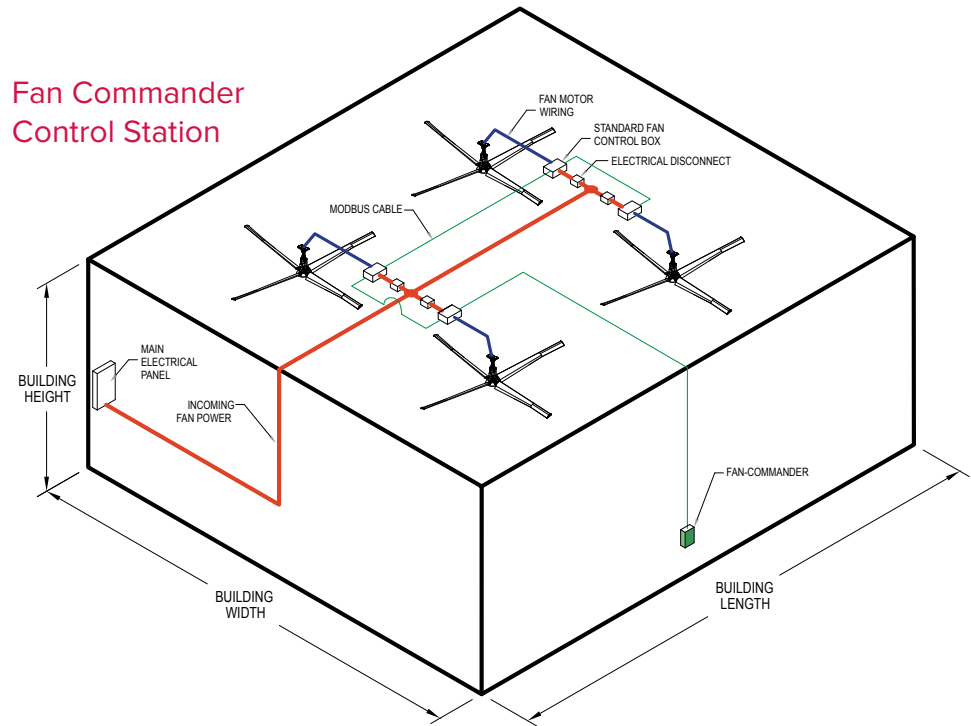 Fan Commander
Control Station
FAN MOTOR
WIRING
STANDARD FAN
CONTROL BOX
ELECTRICAL DISCONNECT
MODBUS CABLE
MAIN
ELECTRICAL
PANEL
BUILDING
HEIGHT
INCOMING
FAN POWER
FAN-COMMANDER
BUILDING
WIDTH
BUILDING
LENGTH